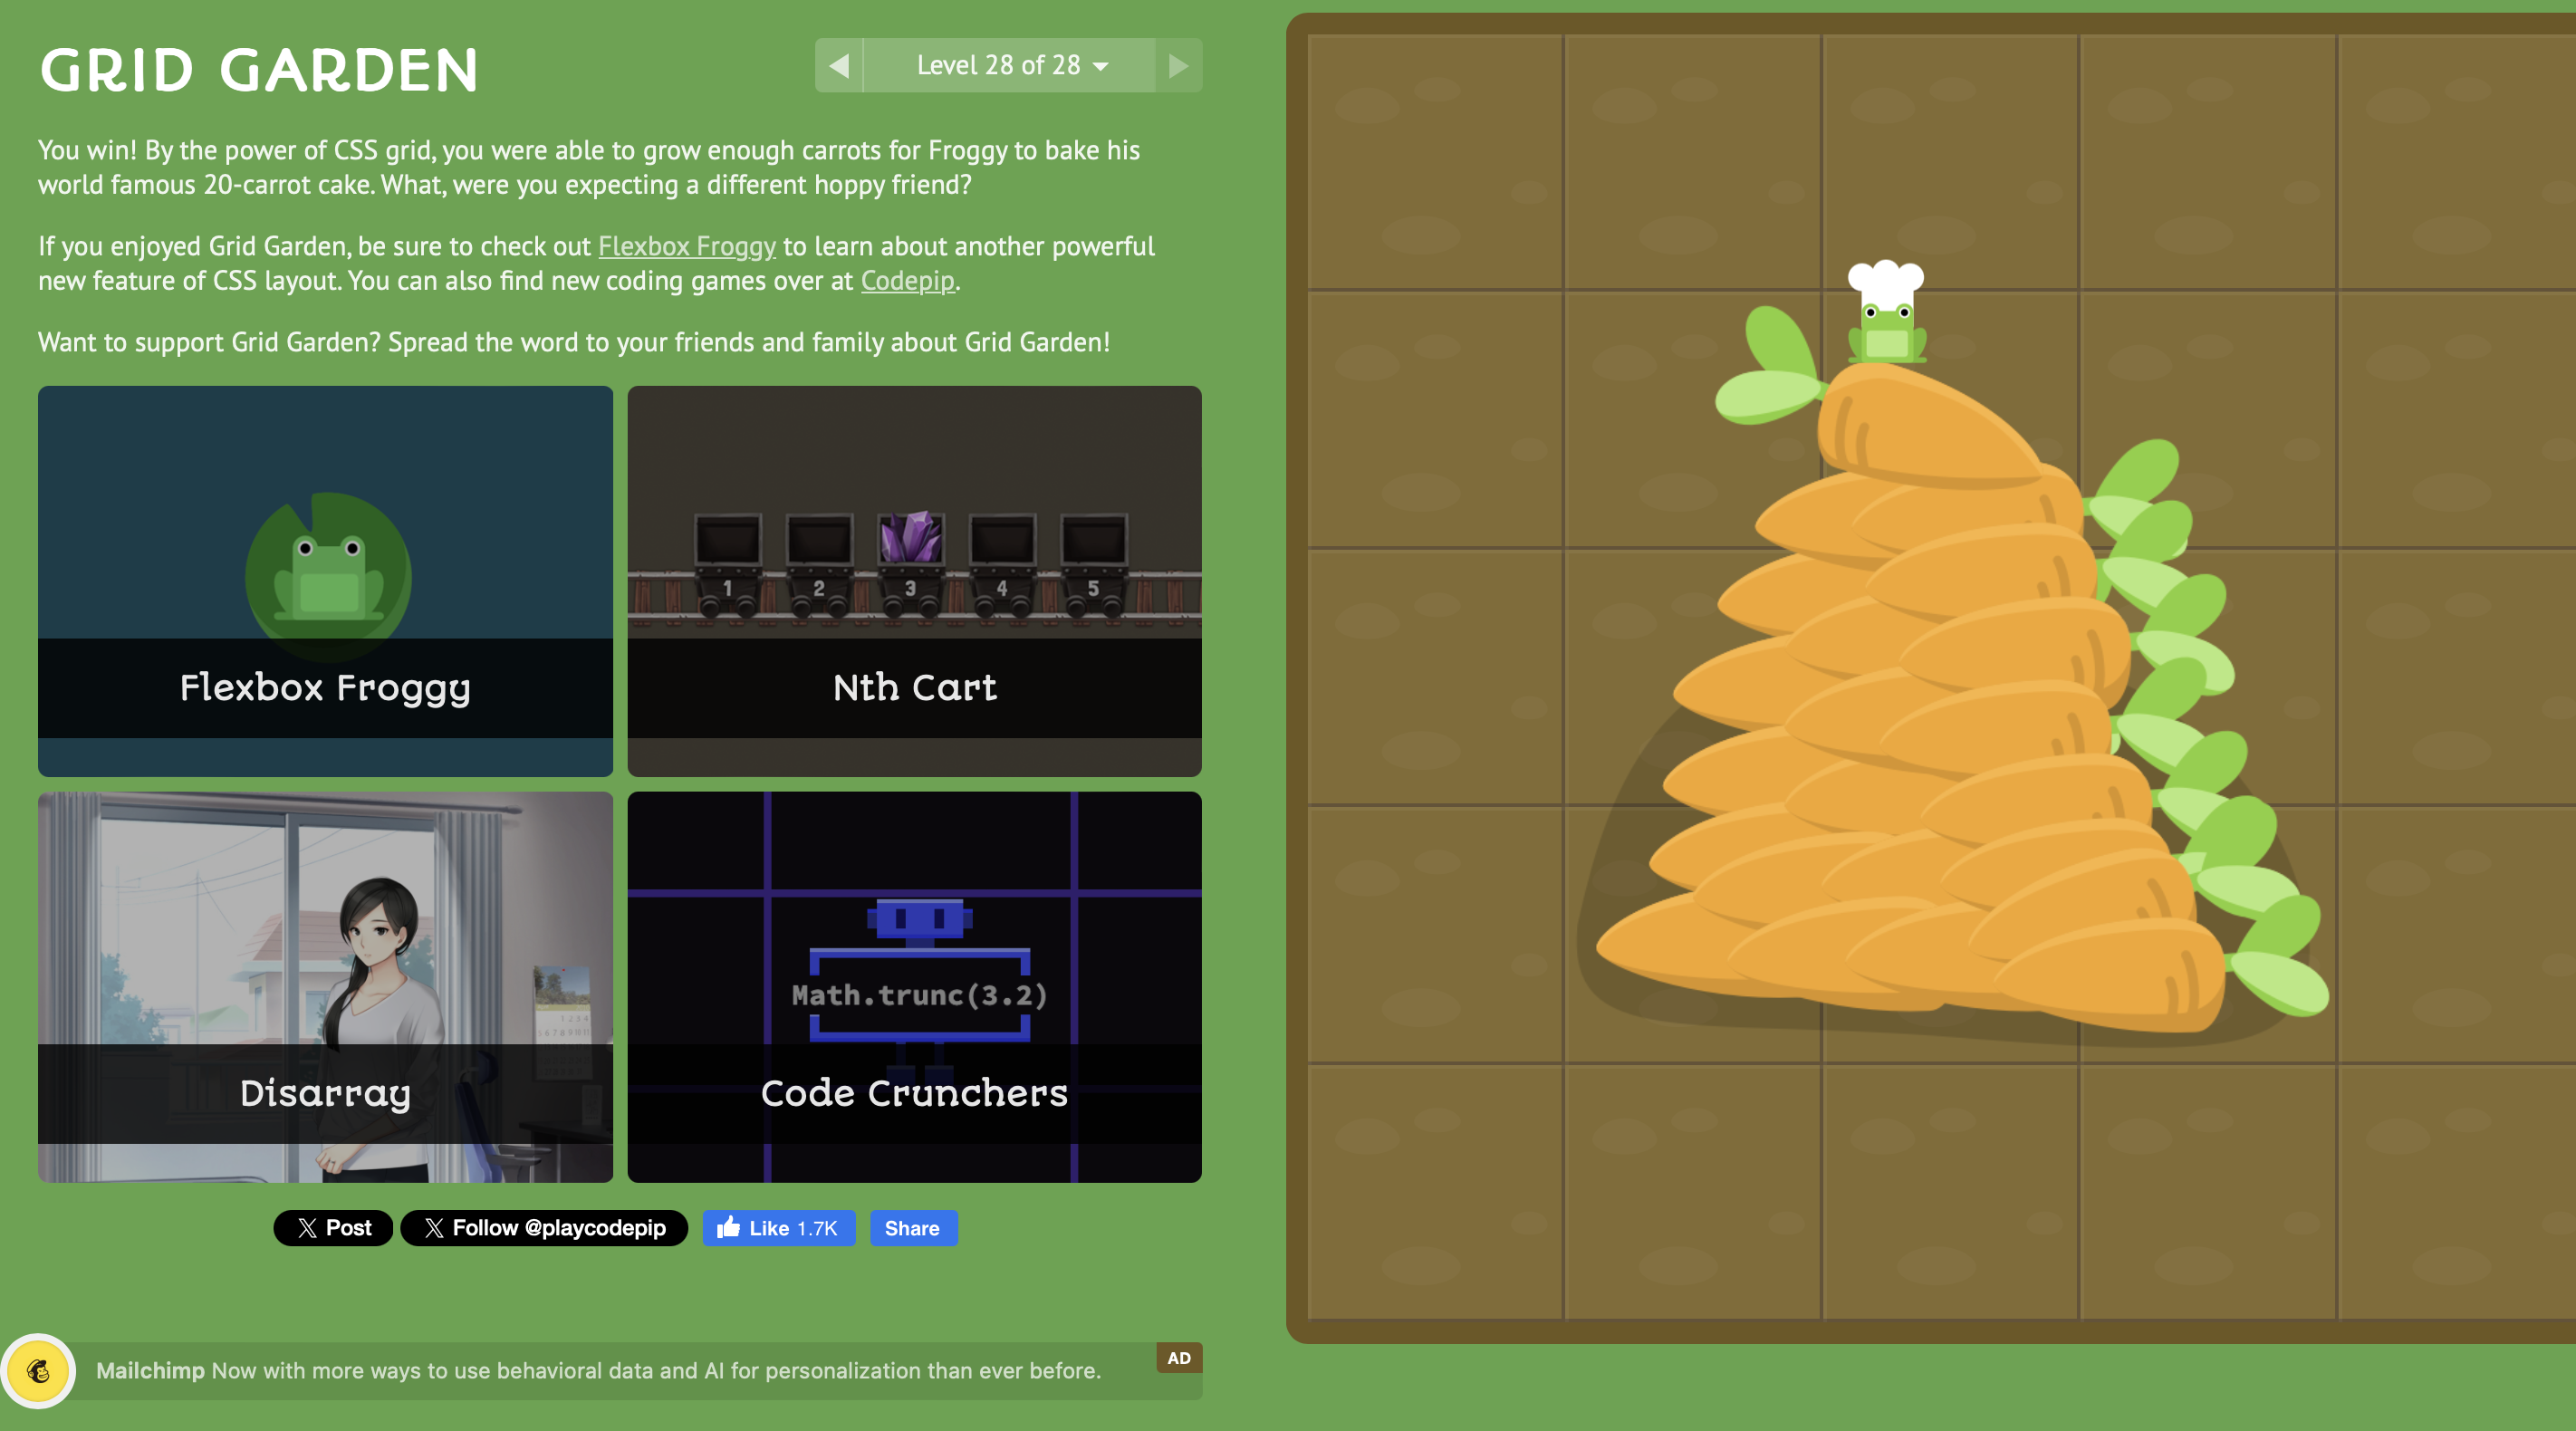 GRID GARDEN
Level 28 of 28
You win! By the power of CSS grid, you were able to grow enough carrots for Froggy to bake his
world famous 20-carrot cake. What, were you expecting a different hoppy friend?
If you enjoyed Grid Garden, be sure to check out Flexbox Froggy to learn about another powerful
new feature of CSS layout. You can also find new coding games over at Codepip.
Want to support Grid Garden? Spread the word to your friends and family about Grid Garden!
Flexbox Froggy
1 2 3 4 5
Nth Cart
Disarray
Math.trunc(3.2)
Code Crunchers
Post
Follow @playcodepip
Like 1.7K
Share
Mailchimp Now with more ways to use behavioral data and AI for personalization than ever before.
AD